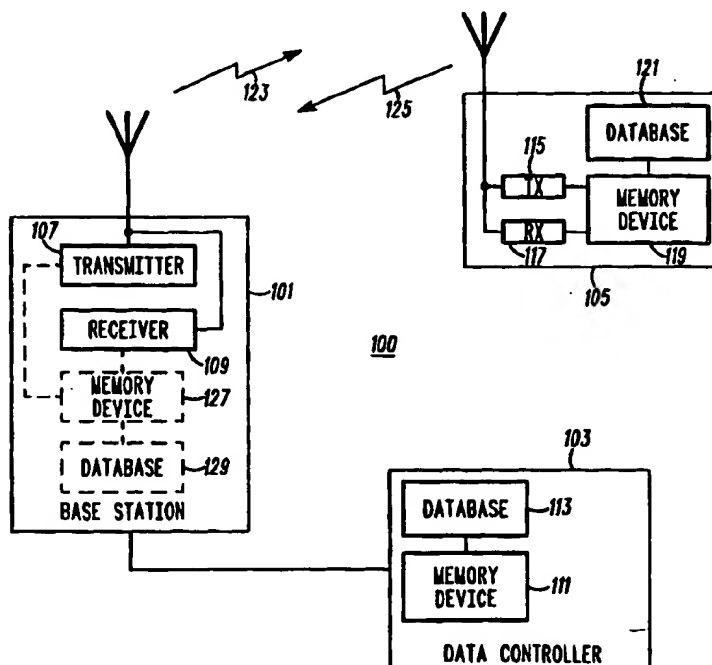 123
125
121
DATABASE
115
TX
MEMORY
DEVICE
RX
117
119
105
107
TRANSMITTER
101
RECEIVER
109
100
MEMORY
DEVICE
127
DATABASE
129
BASE STATION
103
DATABASE
113
MEMORY
DEVICE
111
DATA CONTROLLER